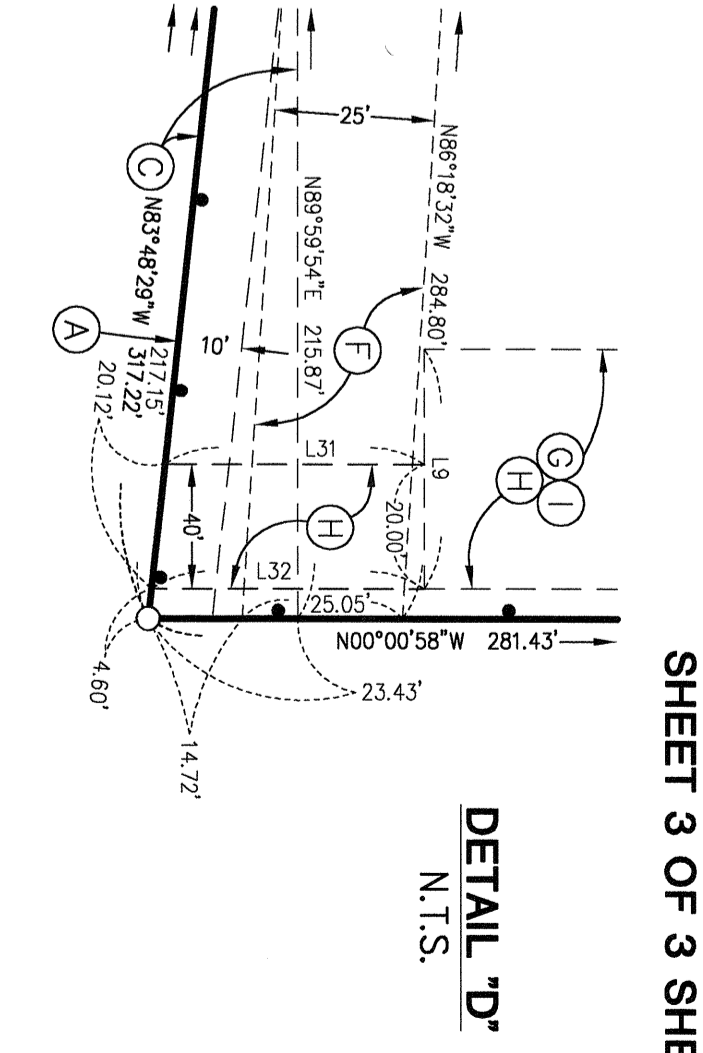 SHEET 3 OF 3 SHE
DETAIL "D"
N.T.S.
25'
N86°18'32"W 284.80'
N89°59'54"E 215.87'
C
N83°48'29"W 217.15'
317.22'
20.12'
A
10'
F
L31
L9
G
H
I
40'
20.00'
H
L32
25.05'
N00°00'58"W 281.43'
23.43'
4.60'
14.72'